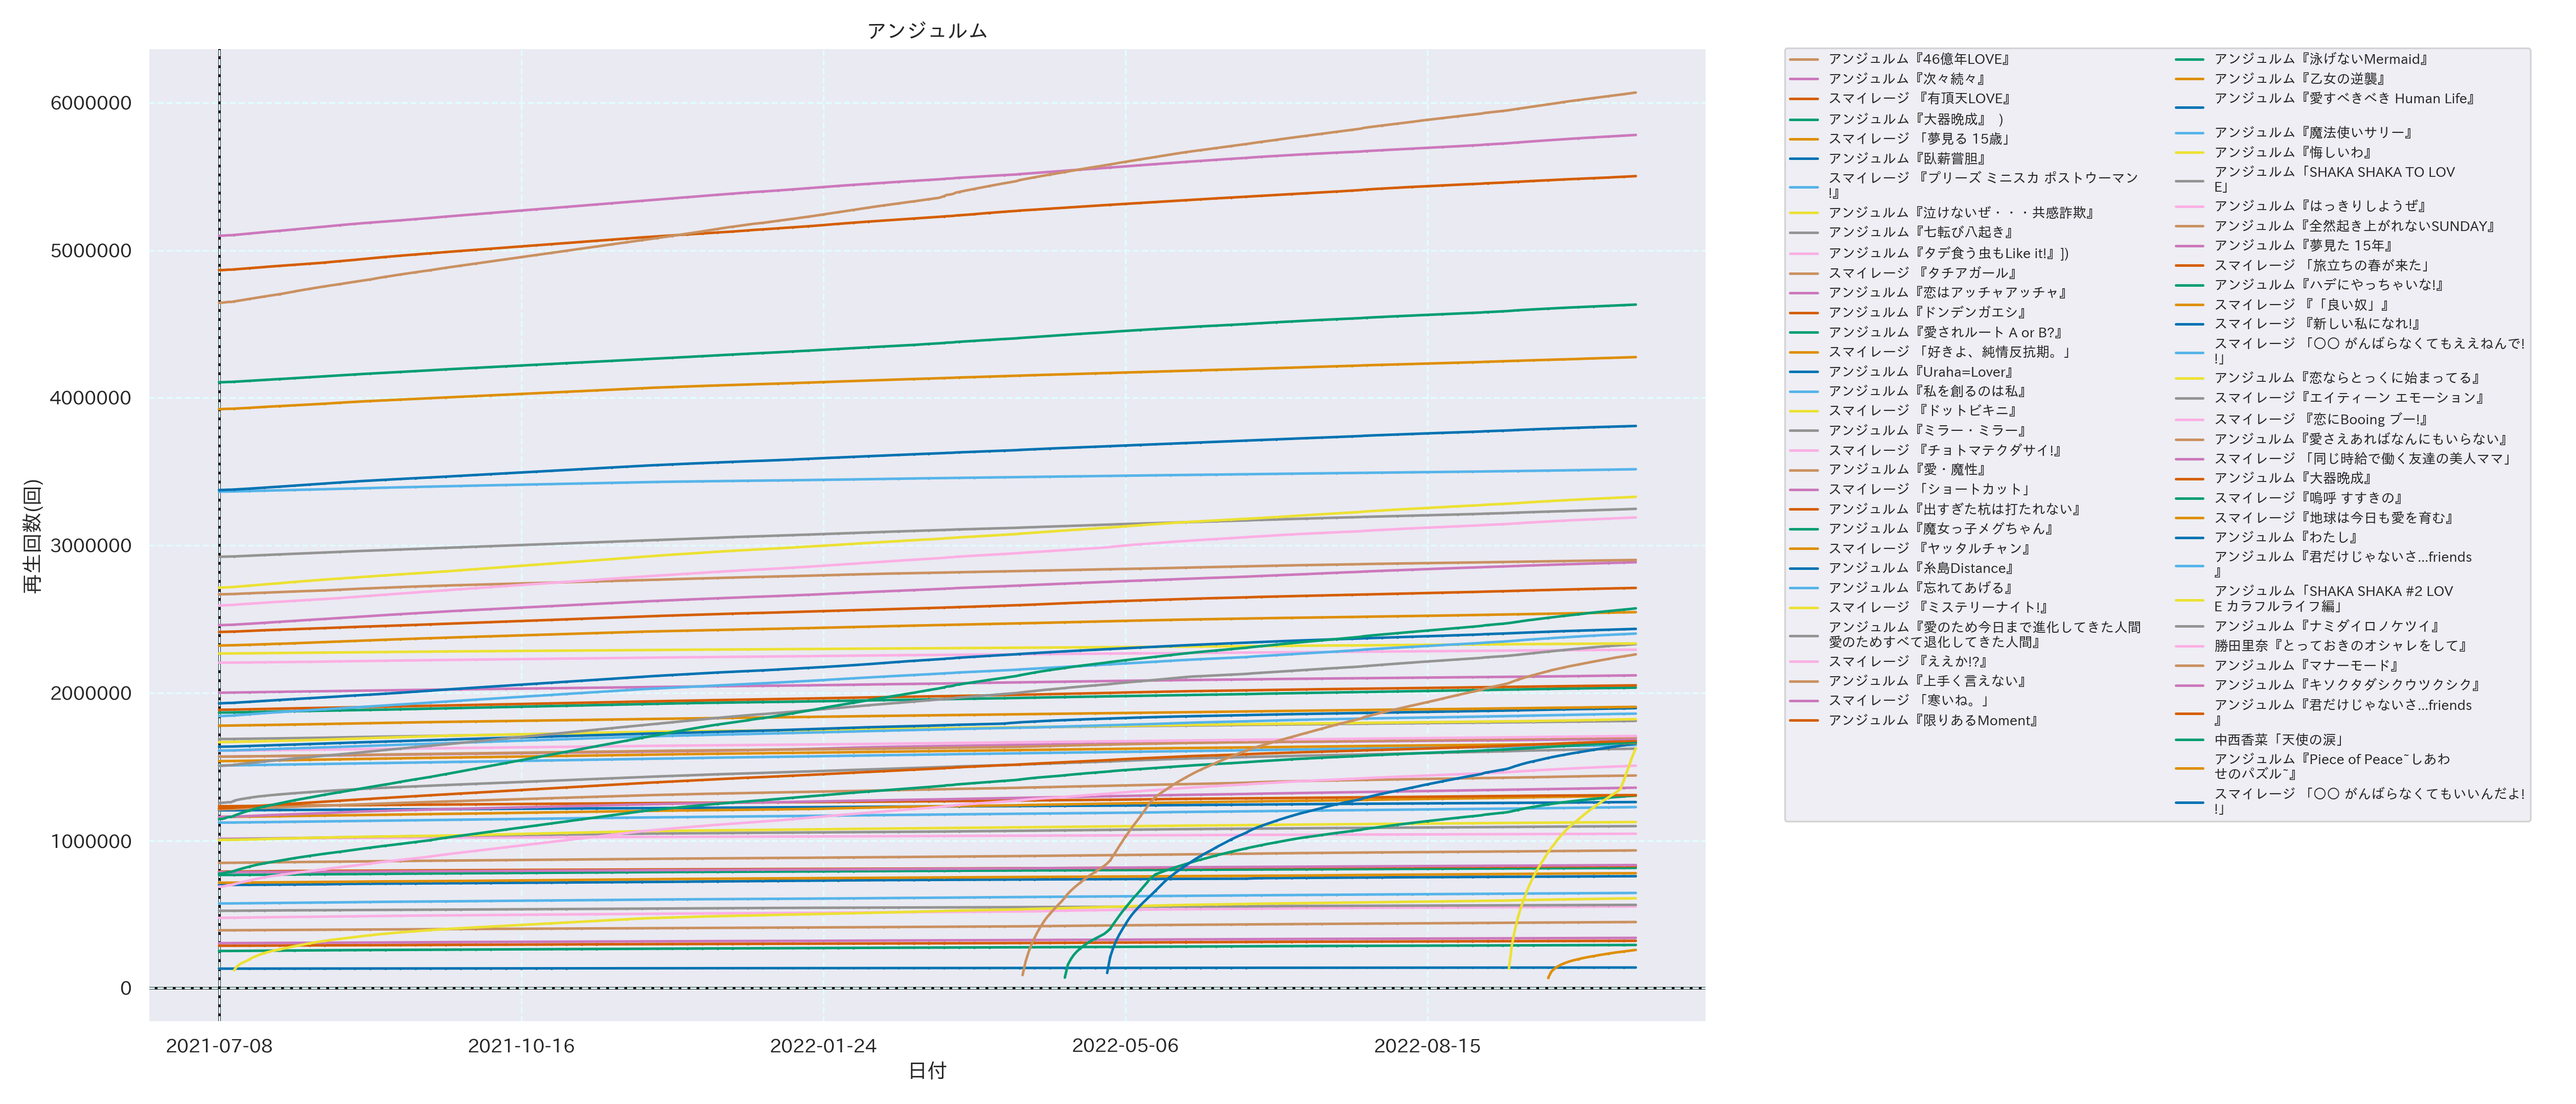 アンジュルム
再生回数(回)
6000000
5000000
4000000
3000000
2000000
1000000
0
2021-07-08
2021-10-16
2022-01-24
2022-05-06
2022-08-15
日付
アンジュルム『46億年LOVE』
アンジュルム『次々続々』
スマイレージ 『有頂天LOVE』
アンジュルム『大器晩成』 )
スマイレージ 「夢見る 15歳」
アンジュルム『臥薪嘗胆』
スマイレージ 『プリーズ ミニスカ ポストウーマン
!』
アンジュルム『泣けないぜ・・・共感詐欺』
アンジュルム『七転び八起き』
アンジュルム『タデ食う虫もLike it!』])
スマイレージ 『タチアガール』
アンジュルム『恋はアッチャアッチャ』
アンジュルム『ドンデンガエシ』
アンジュルム『愛されルート A or B?』
スマイレージ 「好きよ、純情反抗期。」
アンジュルム『Uraha=Lover』
アンジュルム『私を創るのは私』
スマイレージ 『ドットビキニ』
アンジュルム『ミラー・ミラー』
スマイレージ 『チョトマテクダサイ!』
アンジュルム『愛・魔性』
スマイレージ 「ショートカット」
アンジュルム『出すぎた杭は打たれない』
アンジュルム『魔女っ子メグちゃん』
スマイレージ 『ヤッタルチャン』
アンジュルム『糸島Distance』
アンジュルム『忘れてあげる』
スマイレージ 『ミステリーナイト!』
アンジュルム『愛のため今日まで進化してきた人間
愛のためすべて退化してきた人間』
スマイレージ 『ええか!?』
アンジュルム『上手く言えない』
スマイレージ 「寒いね。」
アンジュルム『限りあるMoment』
アンジュルム『泳げないMermaid』
アンジュルム『乙女の逆襲』
アンジュルム『愛すべきべき Human Life』
アンジュルム『魔法使いサリー』
アンジュルム『悔しいわ』
アンジュルム「SHAKA SHAKA TO LOV
E」
アンジュルム『はっきりしようぜ』
アンジュルム『全然起き上がれないSUNDAY』
アンジュルム『夢見た 15年』
スマイレージ 「旅立ちの春が来た」
アンジュルム『ハデにやっちゃいな!』
スマイレージ 『「良い奴」』
スマイレージ 『新しい私になれ!』
スマイレージ 「〇〇 がんばらなくてもええねんで!
!」
アンジュルム『恋ならとっくに始まってる』
スマイレージ『エイティーン エモーション』
スマイレージ 『恋にBooing ブー!』
アンジュルム『愛さえあればなんにもいらない』
スマイレージ 「同じ時給で働く友達の美人ママ」
アンジュルム『大器晩成』
スマイレージ『嗚呼 すすきの』
スマイレージ『地球は今日も愛を育む』
アンジュルム『わたし』
アンジュルム『君だけじゃないさ...friends
』
アンジュルム「SHAKA SHAKA #2 LOV
E カラフルライフ編」
アンジュルム『ナミダイロノケツイ』
勝田里奈『とっておきのオシャレをして』
アンジュルム『マナーモード』
アンジュルム『キソクタダシクウツクシク』
アンジュルム『君だけじゃないさ...friends
』
中西香菜「天使の涙」
アンジュルム『Piece of Peace~しあわ
せのパズル~』
スマイレージ 「〇〇 がんばらなくてもいいんだよ!
!」